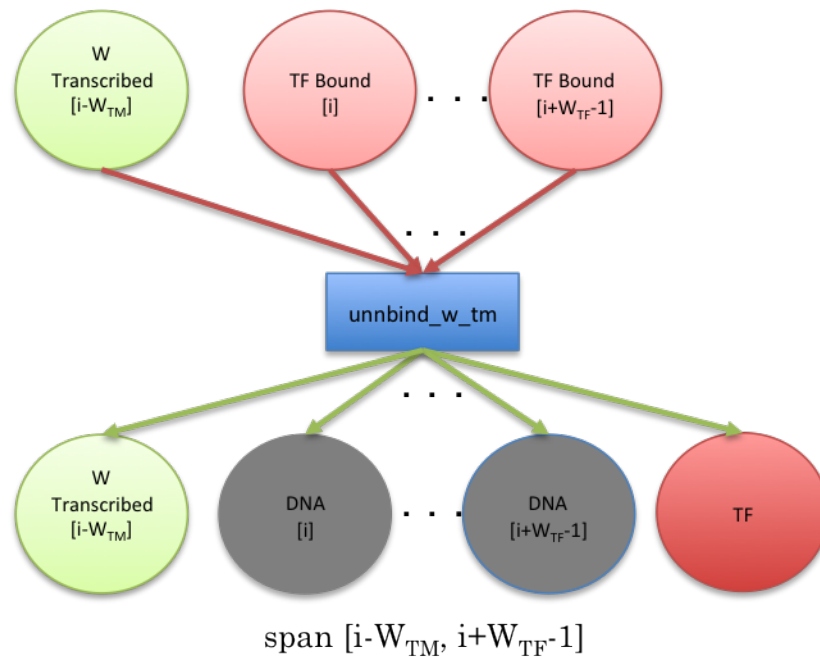 W
Transcribed
[i-W_TM]
TF Bound
[i]
. . .
TF Bound
[i+W_TF-1]
. . .
unnbind_w_tm
. . .
W
Transcribed
[i-W_TM]
DNA
[i]
. . .
DNA
[i+W_TF-1]
TF
span [i-W_TM, i+W_TF-1]